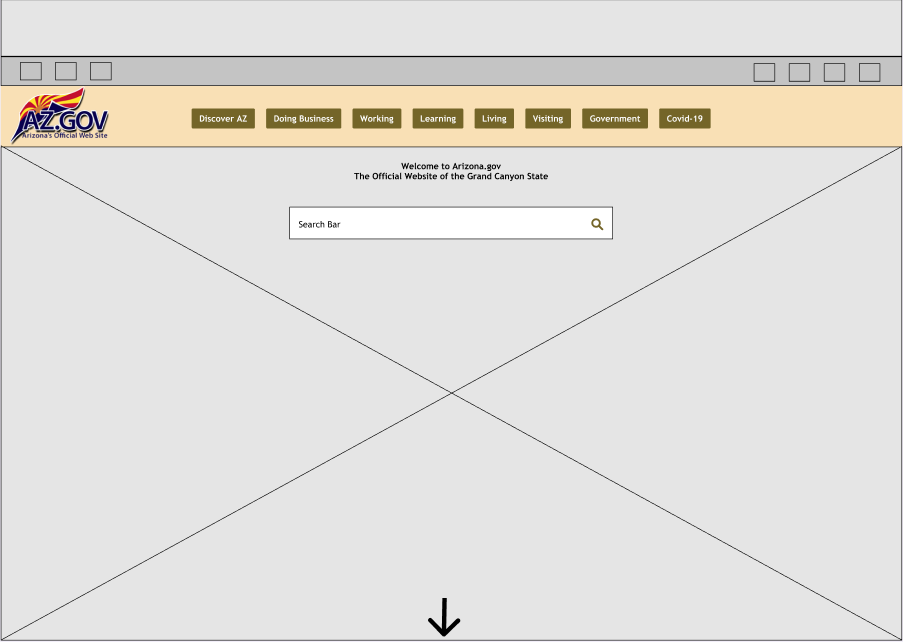 AZ.GOV
Arizona's Official Web Site
Discover AZ
Doing Business
Working
Learning
Living
Visiting
Government
Covid-19
Welcome to Arizona.gov
The Official Website of the Grand Canyon State
Search Bar